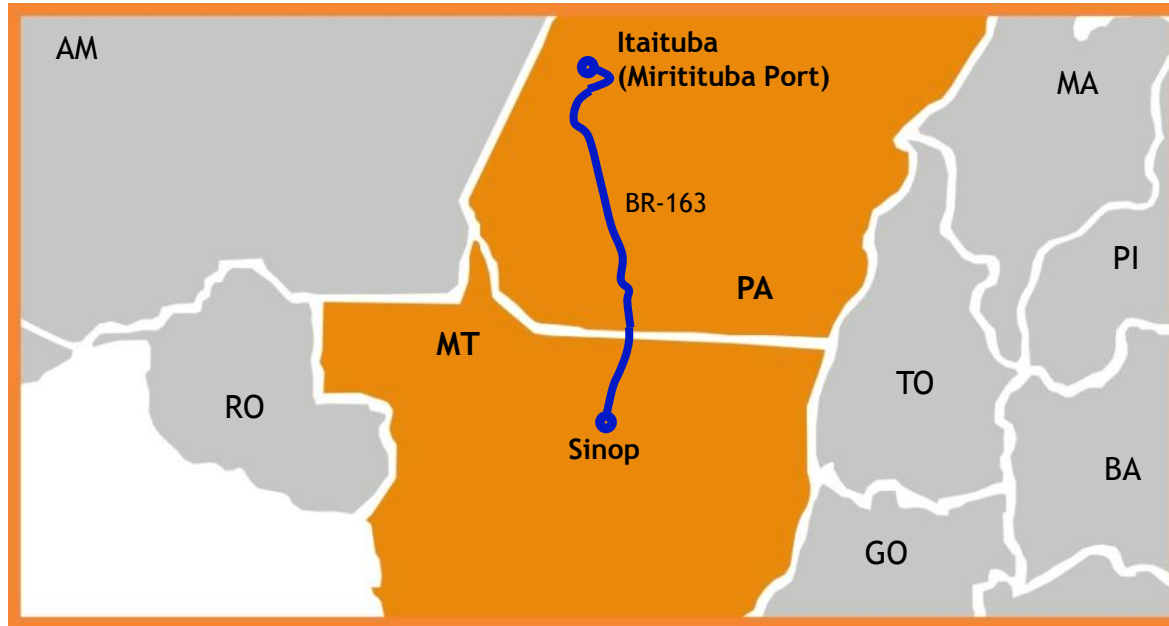 AM
Itaituba
(Miritituba Port)
MA
BR-163
PI
PA
MT
TO
RO
Sinop
BA
GO